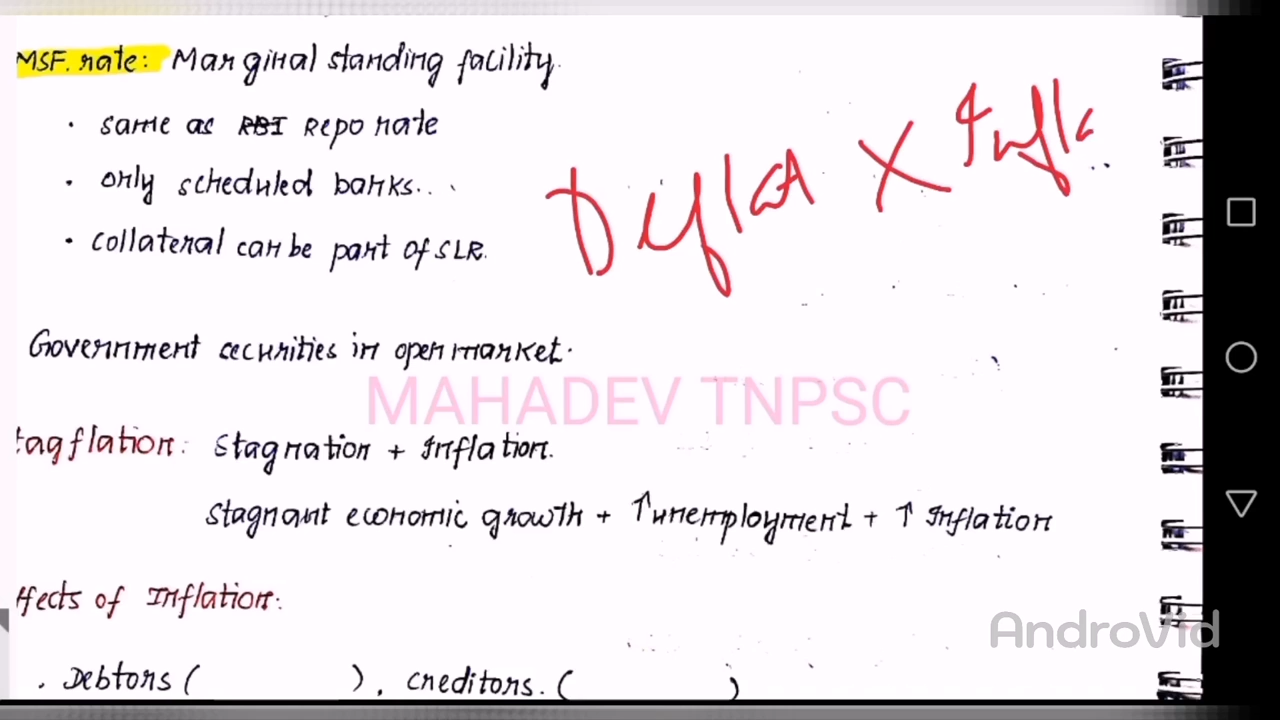 MSF. rate: Marginal standing facility.
· same as RBI Repo rate
· only scheduled banks..
· collateral can be part of SLR.
Deflat X Infla
Government securities in open market.
MAHADEV TNPSC
tagflation: Stagnation + Inflation.
Stagnant economic growth + ↑unemployment + ↑ Inflation
ffects of Inflation:
AndroVid
. Debtors ( ), creditors. ( )